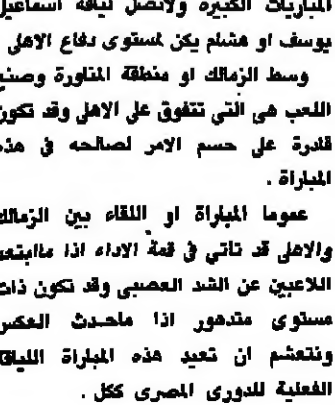 المباريات الكبيرة ولاتصل لياقة اسماعيل
يوسف او هشام يكن لمستوى دفاع الاهلى
وسط الزمالك او منطقة المناورة وصنع
اللعب هى التى تتفوق على الاهلى وقد تكون
قادرة على حسم الامر لصالحه فى هذه
المباراة .
عموما المباراة او اللقاء بين الزمالك
والاهلى قد تاتى فى قمة الاداء اذا ماابتعد
اللاعبين عن الشد العصبى وقد تكون ذات
مستوى متدهور اذا ماحدث العكس
ونتعشم ان تعيد هذه المباراة اللياقة
الفعلية للدورى المصرى ككل .